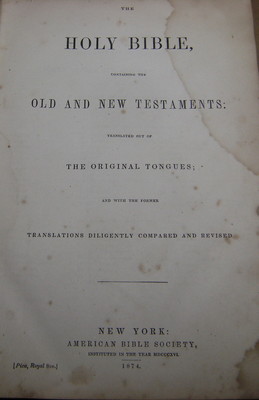 THE
HOLY BIBLE,
CONTAINING THE
OLD AND NEW TESTAMENTS:
TRANSLATED OUT OF
THE ORIGINAL TONGUES;
AND WITH THE FORMER
TRANSLATIONS DILIGENTLY COMPARED AND REVISED
NEW YORK:
AMERICAN BIBLE SOCIETY,
INSTITUTED IN THE YEAR MDCCCXVI.
1874.
[Pica, Royal 8vo.]